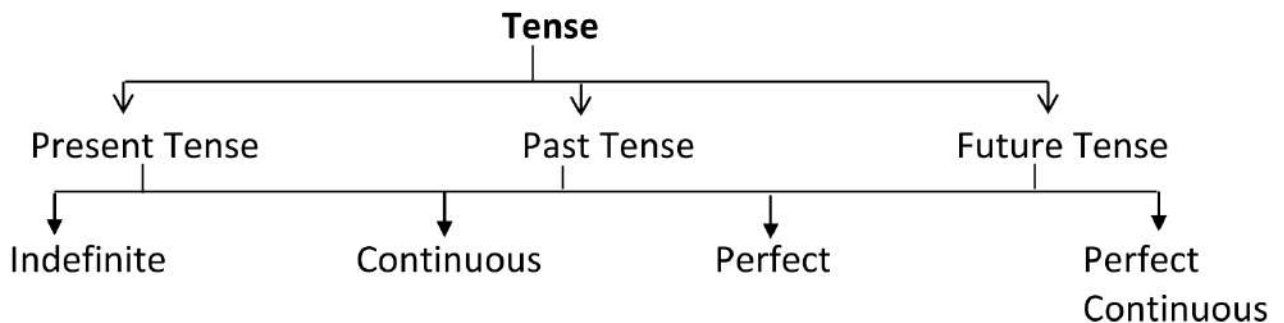 Tense
Present Tense Past Tense Future Tense
Indefinite Continuous Perfect Perfect
Continuous